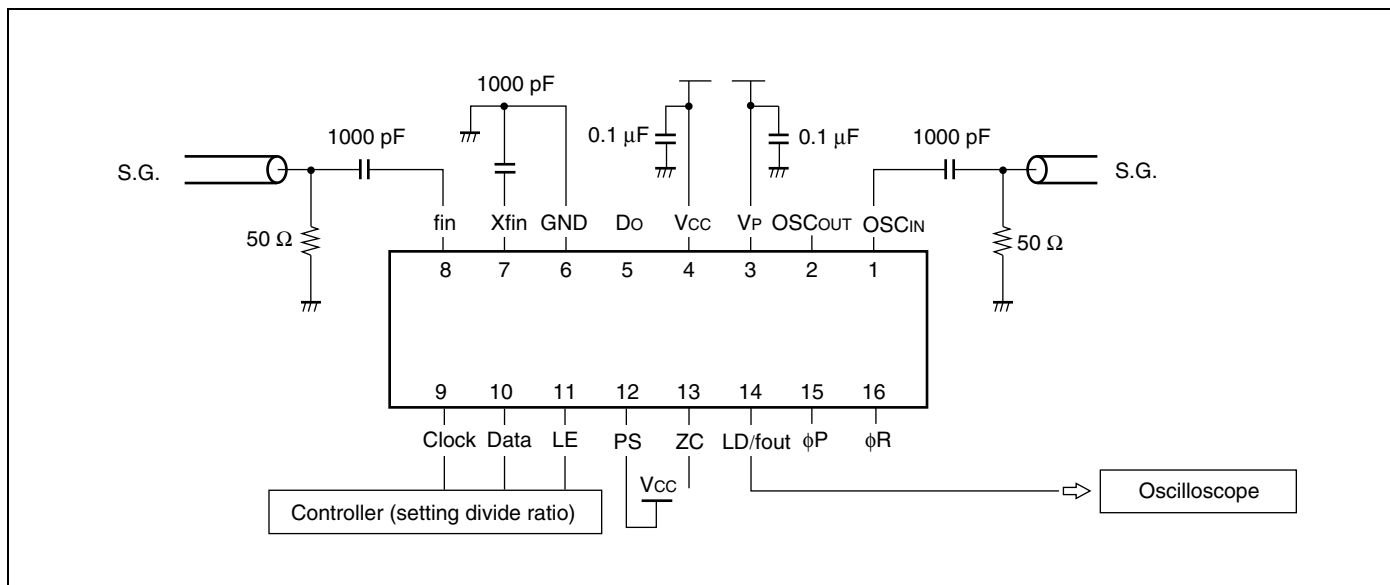 1000 pF
1000 pF
0.1 µF
0.1 µF
1000 pF
S.G.
S.G.
50 Ω
50 Ω
fin Xfin GND DO VCC VP OSCOUT OSCIN
8 7 6 5 4 3 2 1
9 10 11 12 13 14 15 16
Clock Data LE PS ZC LD/fout ϕP ϕR
VCC
Controller (setting divide ratio)
Oscilloscope